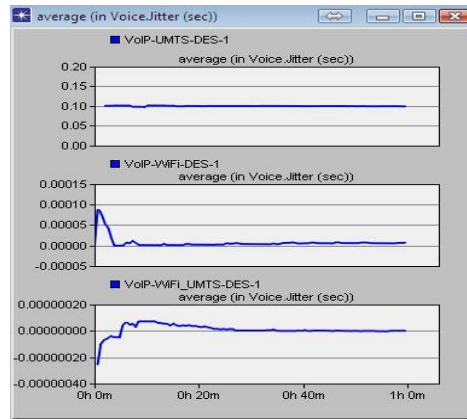 average (in Voice.Jitter (sec))
VoIP-UMTS-DES-1
average (in Voice.Jitter (sec))
0.20
0.15
0.10
0.05
0.00
VoIP-WiFi-DES-1
average (in Voice.Jitter (sec))
0.00015
0.00010
0.00005
0.00000
-0.00005
VoIP-WiFi_UMTS-DES-1
average (in Voice.Jitter (sec))
0.00000020
0.00000000
-0.00000020
-0.00000040
0h 0m 0h 20m 0h 40m 1h 0m